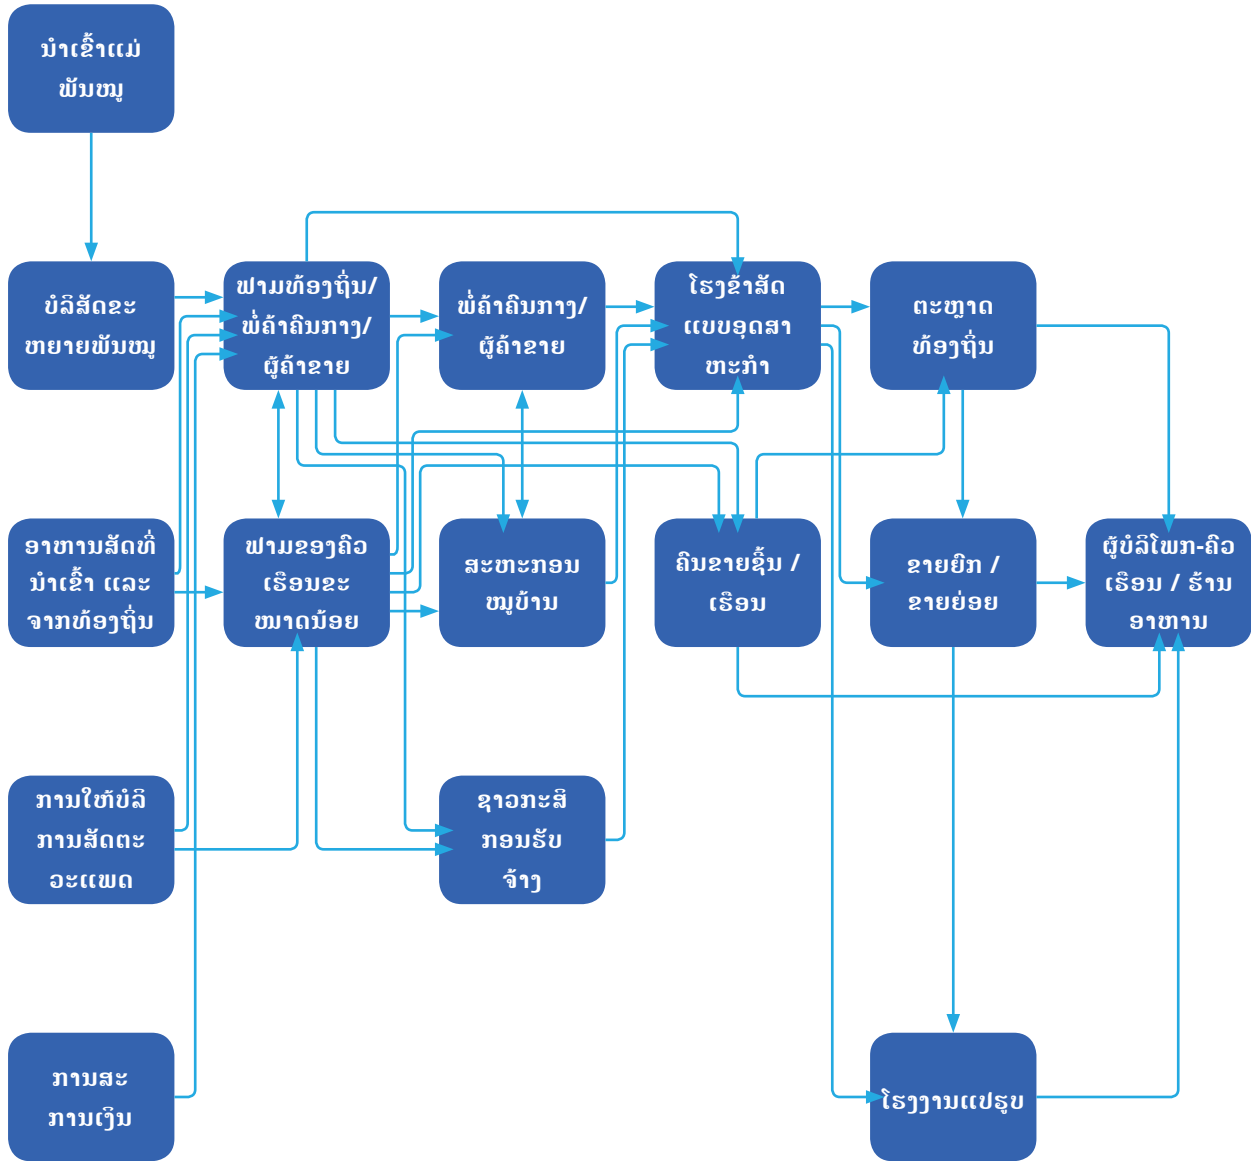 ນຳເຂົ້າແມ່
ພັນໝູ
ບໍລິສັດຂະ
ຫຍາຍພັນໝູ
ຟາມທ້ອງຖິ່ນ/
ພໍ່ຄ້າຄົນກາງ/
ຜູ້ຄ້າຂາຍ
ພໍ່ຄ້າຄົນກາງ/
ຜູ້ຄ້າຂາຍ
ໂຮງຂ້າສັດ
ແບບອຸດສາ
ຫະກຳ
ຕະຫຼາດ
ທ້ອງຖິ່ນ
ອາຫານສັດທີ່
ນຳເຂົ້າ ແລະ
ຈາກທ້ອງຖິ່ນ
ຟາມຂອງຄົວ
ເຮືອນຂະ
ໜາດນ້ອຍ
ສະຫະກອນ
ໝູບ້ານ
ຄົນຂາຍຊີ້ນ /
ເຮືອນ
ຂາຍຍົກ /
ຂາຍຍ່ອຍ
ຜູ້ບໍລິໂພກ-ຄົວ
ເຮືອນ / ຮ້ານ
ອາຫານ
ການໃຫ້ບໍລິ
ການສັດຕະ
ວະແພດ
ຊາວກະສິ
ກອນຮັບ
ຈ້າງ
ການສະ
ການເງິນ
ໂຮງງານແປຮູບ